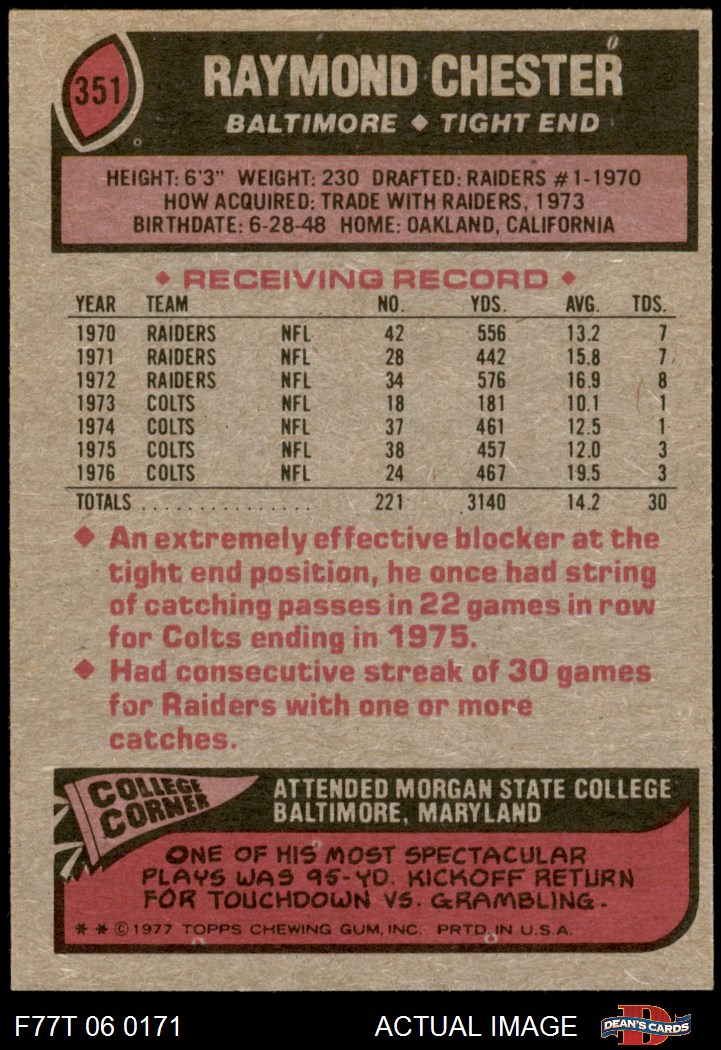 351
RAYMOND CHESTER
BALTIMORE ◆ TIGHT END
HEIGHT: 6'3" WEIGHT: 230 DRAFTED: RAIDERS #1-1970
HOW ACQUIRED: TRADE WITH RAIDERS, 1973
BIRTHDATE: 6-28-48 HOME: OAKLAND, CALIFORNIA
◆ RECEIVING RECORD ◆
YEAR TEAM NO. YDS. AVG. TDS.
1970 RAIDERS NFL 42 556 13.2 7
1971 RAIDERS NFL 28 442 15.8 7
1972 RAIDERS NFL 34 576 16.9 8
1973 COLTS NFL 18 181 10.1 1
1974 COLTS NFL 37 461 12.5 1
1975 COLTS NFL 38 457 12.0 3
1976 COLTS NFL 24 467 19.5 3
TOTALS . . . . . . . . . . . . . . . 221 3140 14.2 30
◆ An extremely effective blocker at the
tight end position, he once had string
of catching passes in 22 games in row
for Colts ending in 1975.
◆ Had consecutive streak of 30 games
for Raiders with one or more
catches.
COLLEGE
CORNER
ATTENDED MORGAN STATE COLLEGE
BALTIMORE, MARYLAND
ONE OF HIS MOST SPECTACULAR
PLAYS WAS 95-YD. KICKOFF RETURN
FOR TOUCHDOWN VS. GRAMBLING.
* * © 1977 TOPPS CHEWING GUM, INC. PRTD. IN U.S.A.
F77T 06 0171 ACTUAL IMAGE
D
DEAN'S CARDS